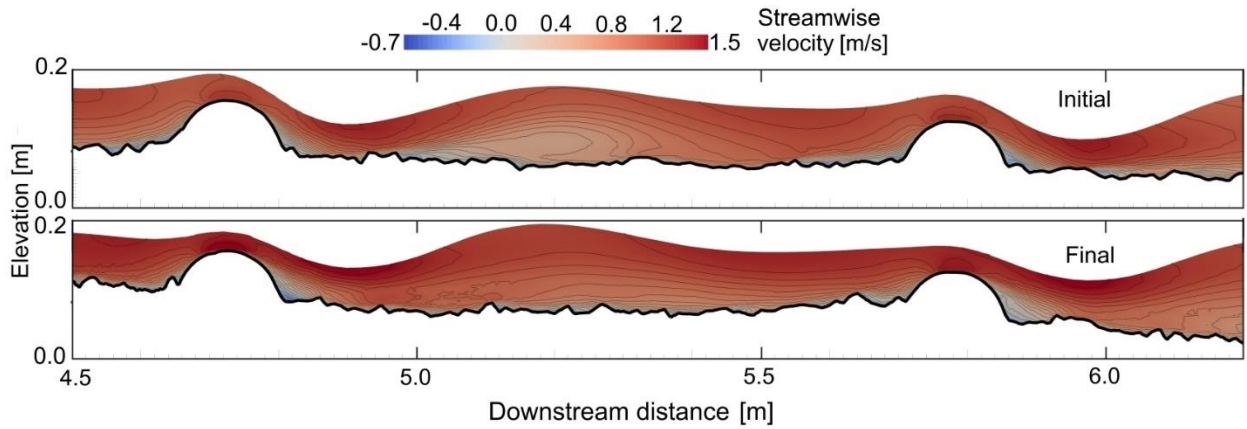 -0.4 0.0 0.4 0.8 1.2 Streamwise
-0.7 1.5 velocity [m/s]
0.2
Initial
0.0
Elevation [m]
0.2
Final
0.0
4.5 5.0 5.5 6.0
Downstream distance [m]